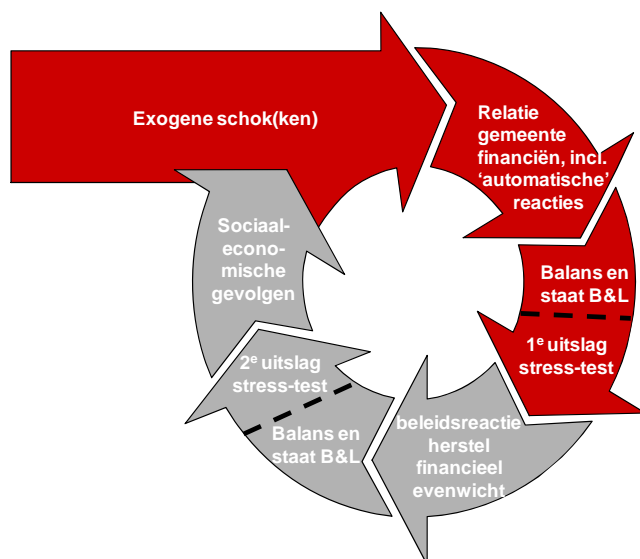 Exogene schok(ken)
Relatie
gemeente
financiën, incl.
‘automatische’
reacties
Balans en
staat B&L
1e uitslag
stress-test
beleidsreactie
herstel
financieel
evenwicht
Balans en
staat B&L
2e uitslag
stress-test
Sociaal-
econo-
mische
gevolgen